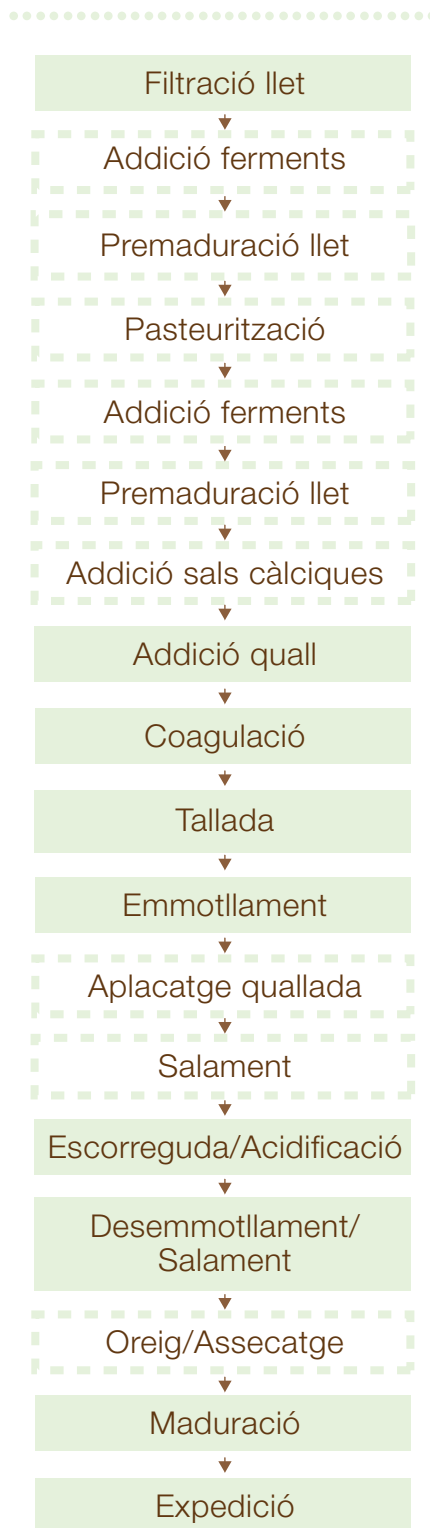 Filtració llet
Addició ferments
Premaduració llet
Pasteurització
Addició ferments
Premaduració llet
Addició sals càlciques
Addició quall
Coagulació
Tallada
Emmotllament
Aplacatge quallada
Salament
Escorreguda/Acidificació
Desemmotllament/
Salament
Oreig/Assecatge
Maduració
Expedició